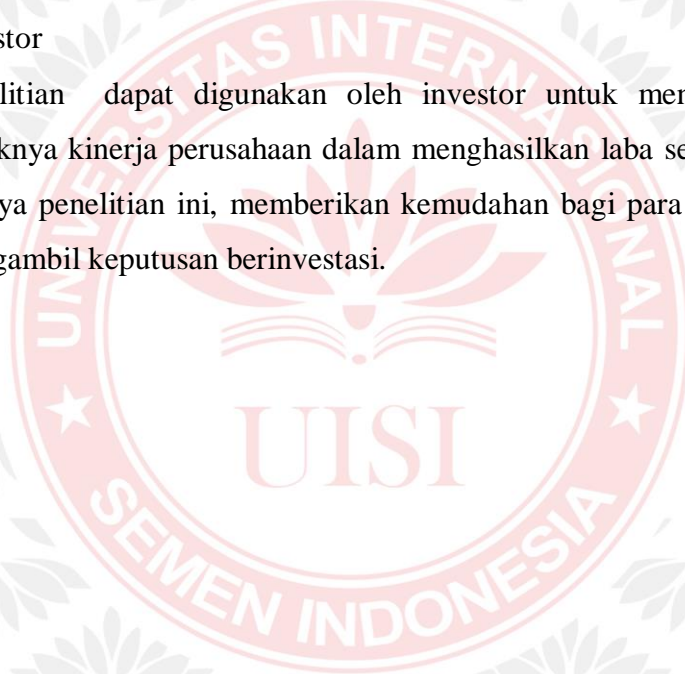 stor
litian dapat digunakan oleh investor untuk men
knya kinerja perusahaan dalam menghasilkan laba se
ya penelitian ini, memberikan kemudahan bagi para
gambil keputusan berinvestasi.
UNIVERSITAS INTERNASIONAL
UISI
SEMEN INDONESIA